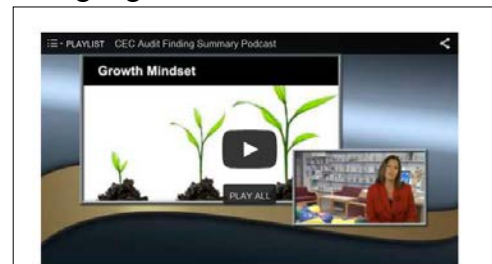 PLAYLIST CEC Audit Finding Summary Podcast
Growth Mindset
PLAY ALL